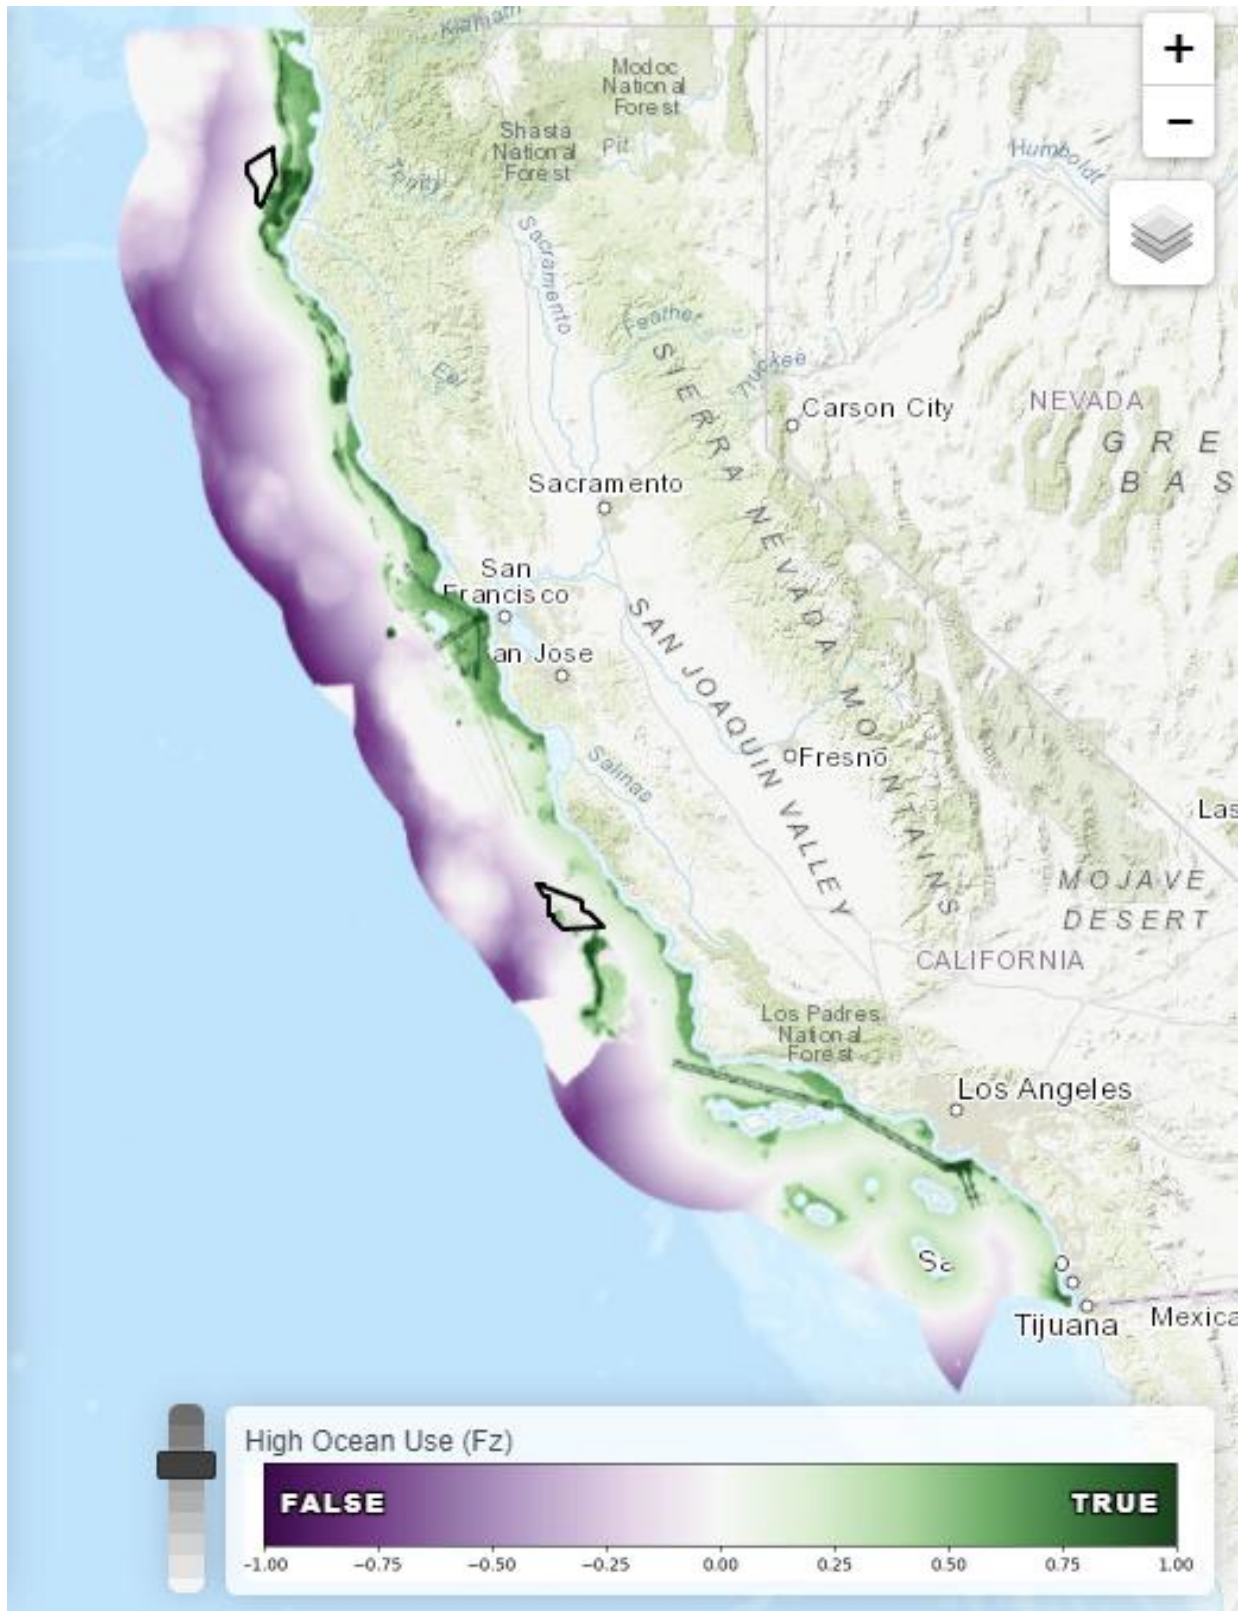 Klamath
+
Modoc
National
Forest
−
Shasta
National
Forest
Pit
Trinity
Humboldt
Sacramento
Feather
Truckee
Eel
Carson City
NEVADA
GRE
BAS
SIERRA NEVADA MOUNTAINS
Sacramento
San
Francisco
an Jose
SAN JOAQUIN VALLEY
Fresno
Salinas
Las
MOJAVE
DESERT
CALIFORNIA
Los Padres
National
Forest
Los Angeles
Sa
o
Tijuana
Mexica
High Ocean Use (Fz)
FALSE
TRUE
-1.00
−0.75
−0.50
−0.25
0.00
0.25
0.50
0.75
1.00